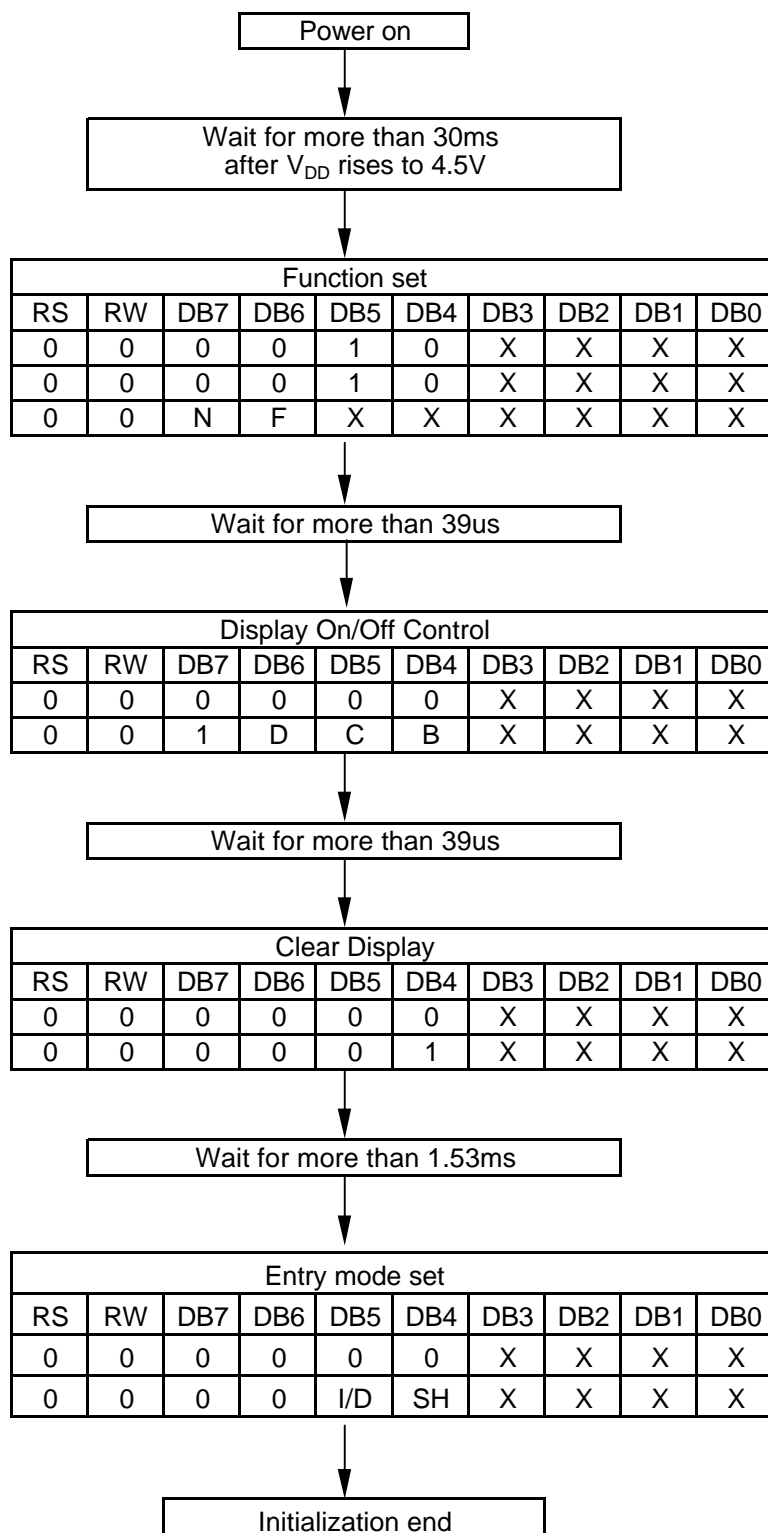 Power on
Wait for more than 30ms
after VDD rises to 4.5V
Function set
RS RW DB7 DB6 DB5 DB4 DB3 DB2 DB1 DB0
0 0 0 0 1 0 X X X X
0 0 0 0 1 0 X X X X
0 0 N F X X X X X X
Wait for more than 39us
Display On/Off Control
RS RW DB7 DB6 DB5 DB4 DB3 DB2 DB1 DB0
0 0 0 0 0 0 X X X X
0 0 1 D C B X X X X
Wait for more than 39us
Clear Display
RS RW DB7 DB6 DB5 DB4 DB3 DB2 DB1 DB0
0 0 0 0 0 0 X X X X
0 0 0 0 0 1 X X X X
Wait for more than 1.53ms
Entry mode set
RS RW DB7 DB6 DB5 DB4 DB3 DB2 DB1 DB0
0 0 0 0 0 0 X X X X
0 0 0 0 I/D SH X X X X
Initialization end